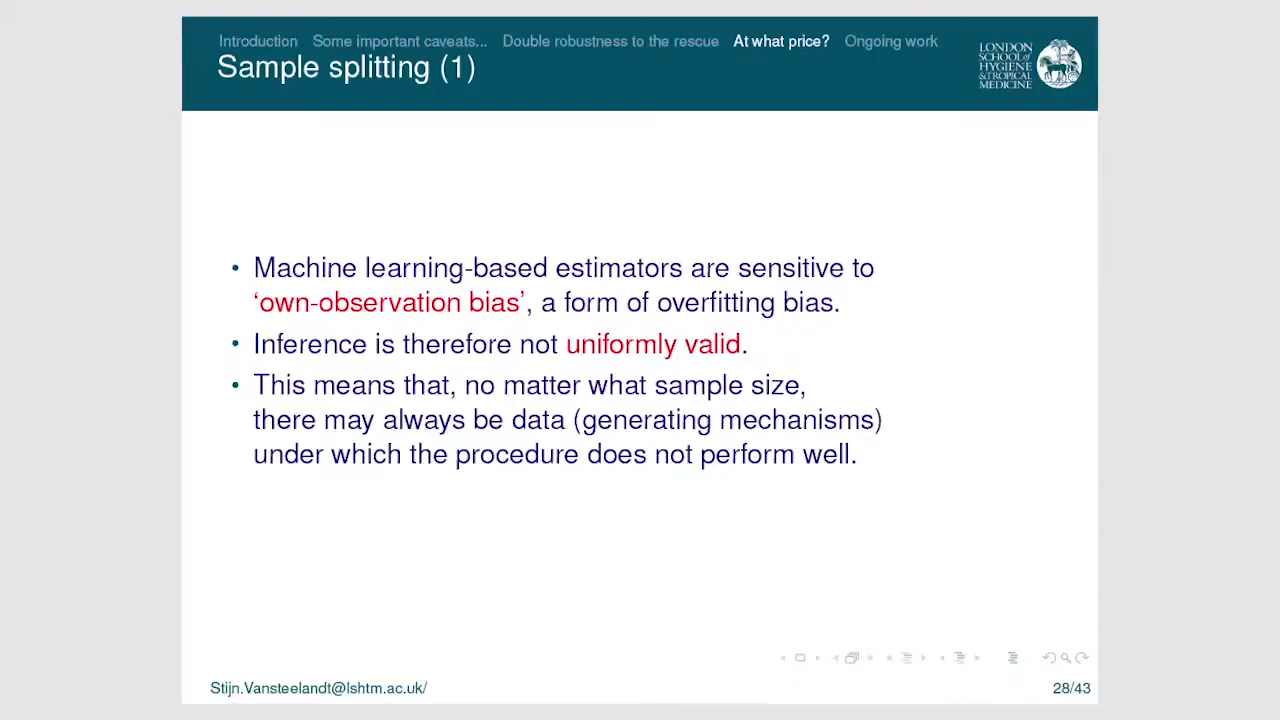 Introduction Some important caveats... Double robustness to the rescue At what price? Ongoing work
Sample splitting (1)
LONDON
SCHOOL of
HYGIENE
& TROPICAL
MEDICINE
• Machine learning-based estimators are sensitive to
‘own-observation bias’, a form of overfitting bias.
• Inference is therefore not uniformly valid.
• This means that, no matter what sample size,
there may always be data (generating mechanisms)
under which the procedure does not perform well.
Stijn.Vansteelandt@lshtm.ac.uk/
28/43